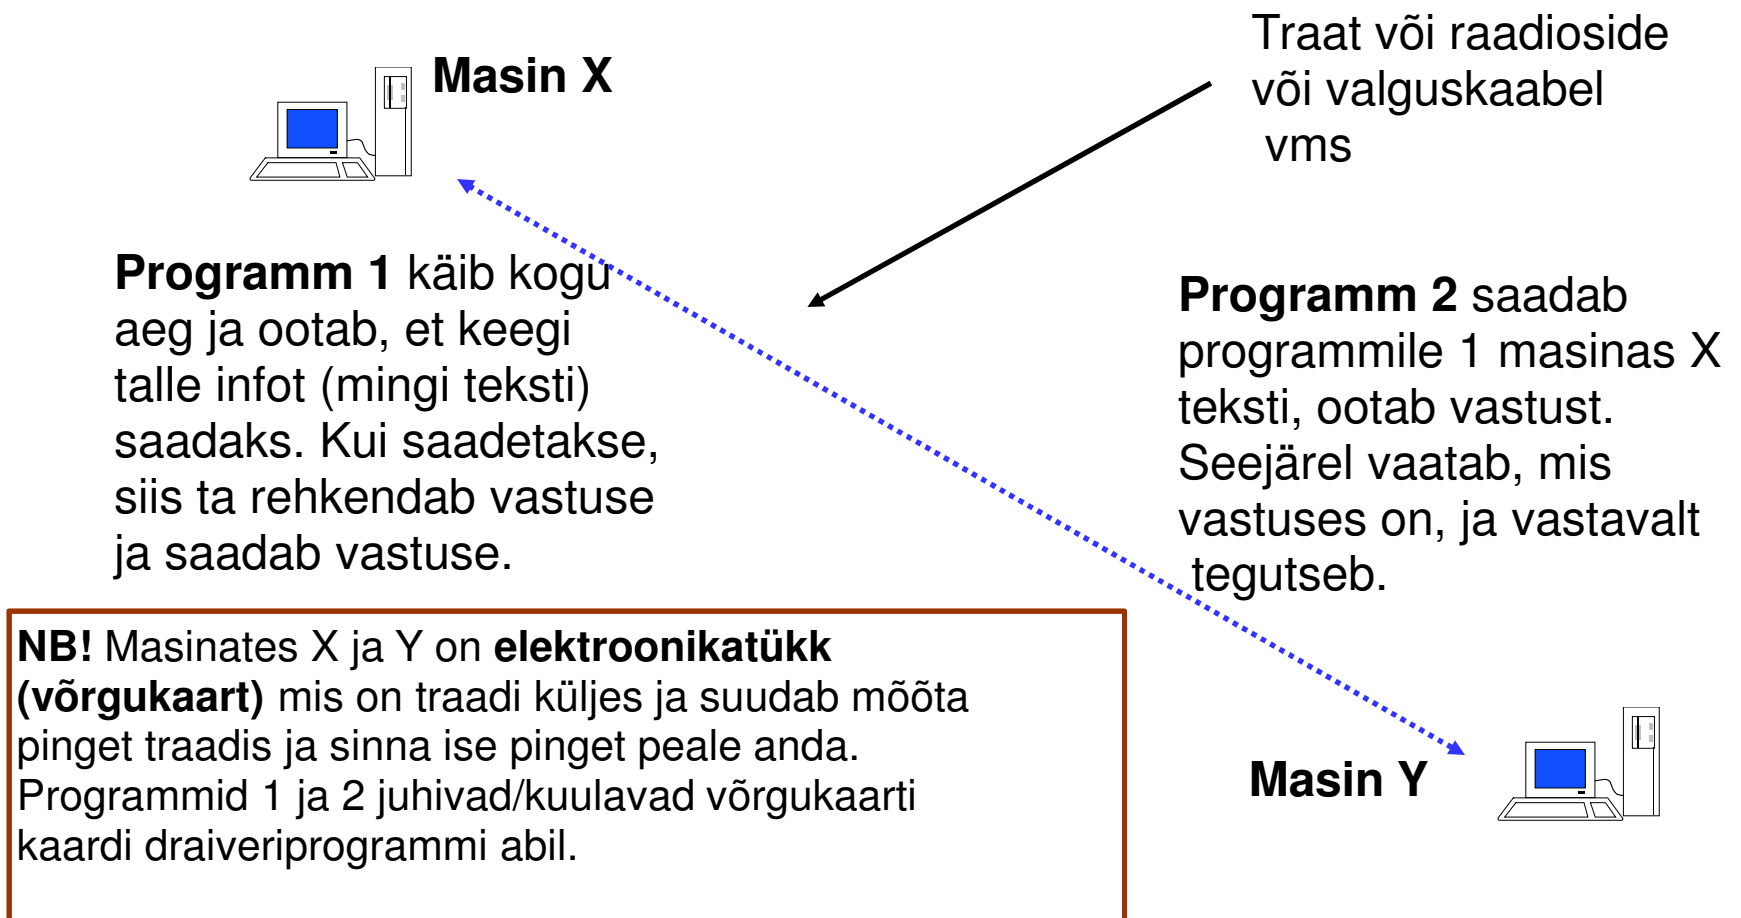 Masin X
Traat või raadioside
või valguskaabel
vms
Programm 1 käib kogu
aeg ja ootab, et keegi
talle infot (mingi teksti)
saadaks. Kui saadetakse,
siis ta rehkendab vastuse
ja saadab vastuse.
Programm 2 saadab
programmile 1 masinas X
teksti, ootab vastust.
Seejärel vaatab, mis
vastuses on, ja vastavalt
tegutseb.
NB! Masinates X ja Y on elektroonikatükk
(võrgukaart) mis on traadi küljes ja suudab mõõta
pinget traadis ja sinna ise pinget peale anda.
Programmid 1 ja 2 juhivad/kuulavad võrgukaarti
kaardi draiveriprogrammi abil.
Masin Y